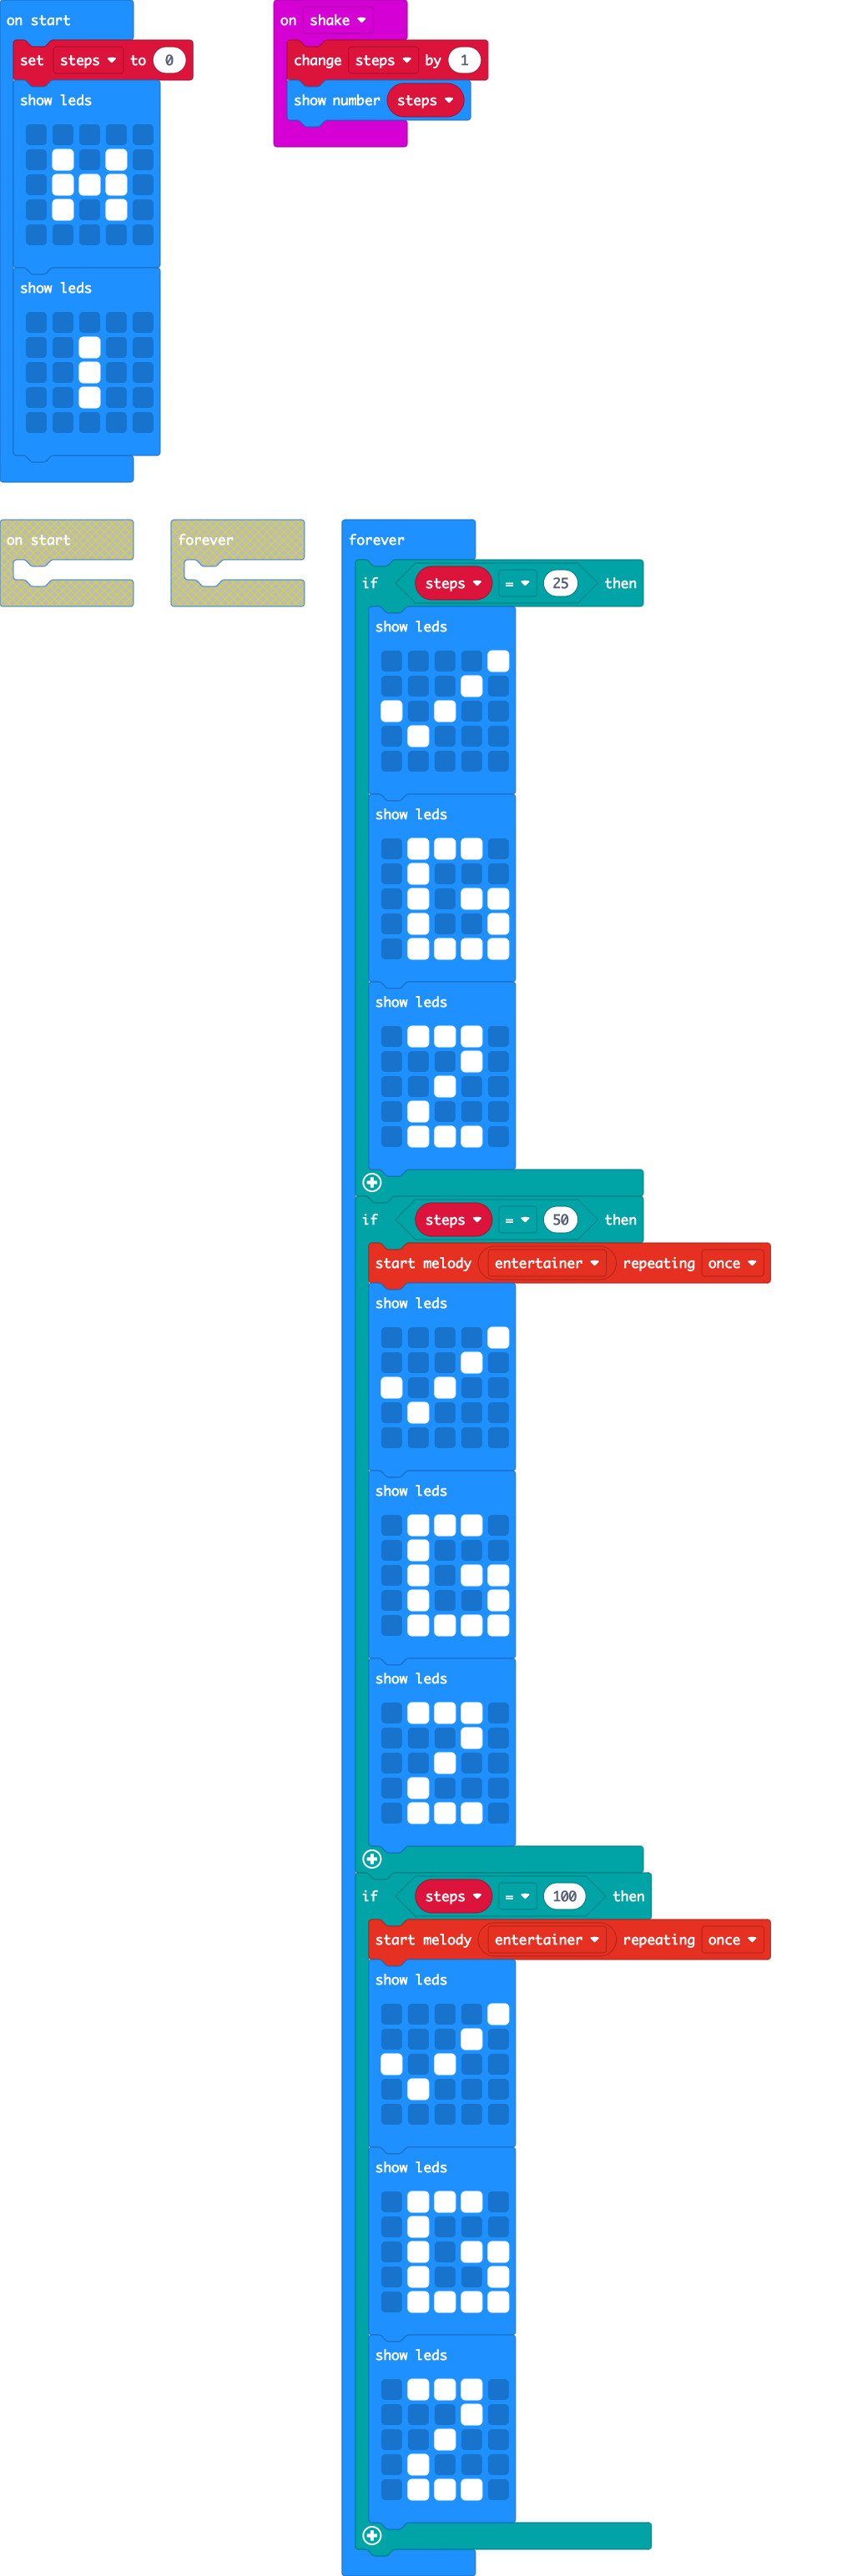 on start
set steps to 0
show leds
show leds
on shake
change steps by 1
show number steps
on start
forever
forever
if steps = 25 then
show leds
show leds
show leds
if steps = 50 then
start melody entertainer repeating once
show leds
show leds
show leds
if steps = 100 then
start melody entertainer repeating once
show leds
show leds
show leds